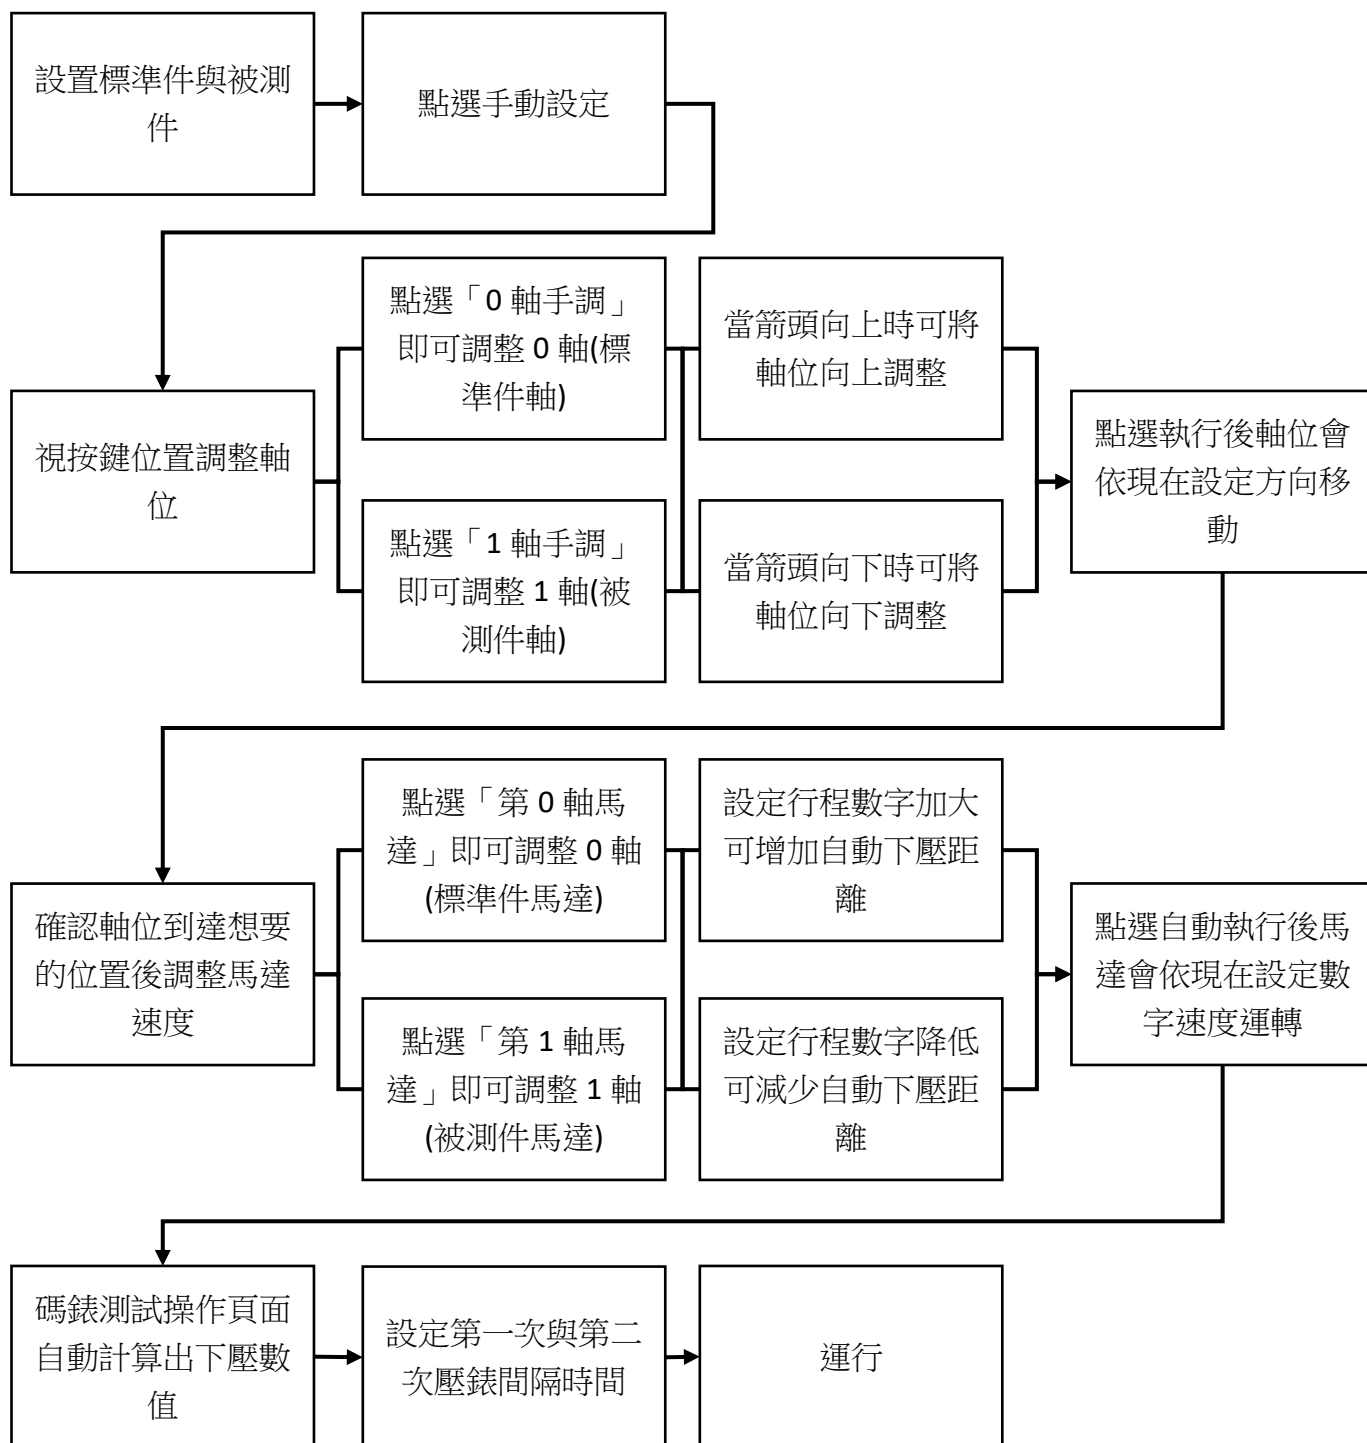 設置標準件與被測
件
點選手動設定
視按鍵位置調整軸
位
點選「0 軸手調」
即可調整 0 軸(標
準件軸)
點選「1 軸手調」
即可調整 1 軸(被
測件軸)
當箭頭向上時可將
軸位向上調整
當箭頭向下時可將
軸位向下調整
點選執行後軸位會
依現在設定方向移
動
確認軸位到達想要
的位置後調整馬達
速度
點選「第 0 軸馬
達」即可調整 0 軸
(標準件馬達)
點選「第 1 軸馬
達」即可調整 1 軸
(被測件馬達)
設定行程數字加大
可增加自動下壓距
離
設定行程數字降低
可減少自動下壓距
離
點選自動執行後馬
達會依現在設定數
字速度運轉
碼錶測試操作頁面
自動計算出下壓數
值
設定第一次與第二
次壓錶間隔時間
運行